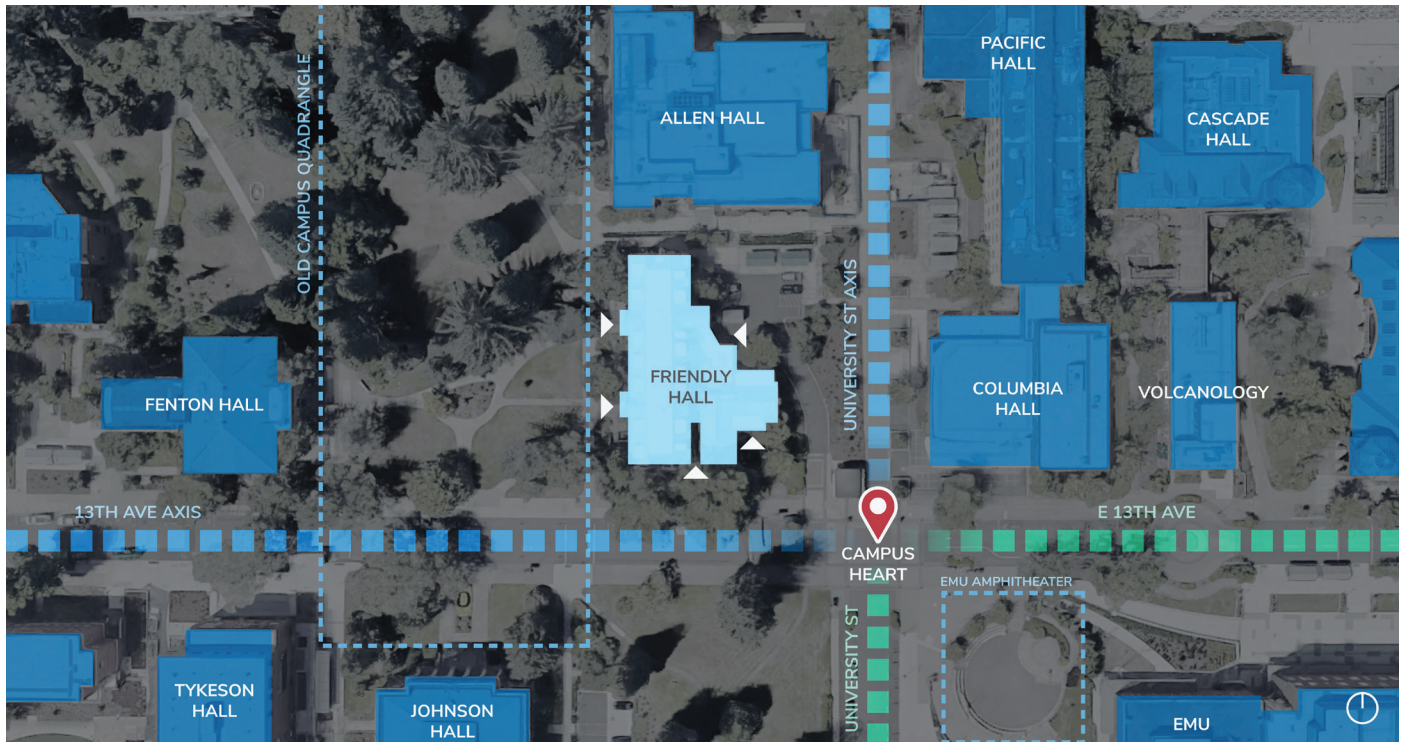 PACIFIC
HALL
ALLEN HALL
CASCADE
HALL
OLD CAMPUS QUADRANGLE
UNIVERSITY ST AXIS
FRIENDLY
HALL
FENTON HALL
COLUMBIA
HALL
VOLCANOLOGY
13TH AVE AXIS
E 13TH AVE
CAMPUS
HEART
EMU AMPHITHEATER
UNIVERSITY ST
TYKESON
HALL
JOHNSON
HALL
EMU